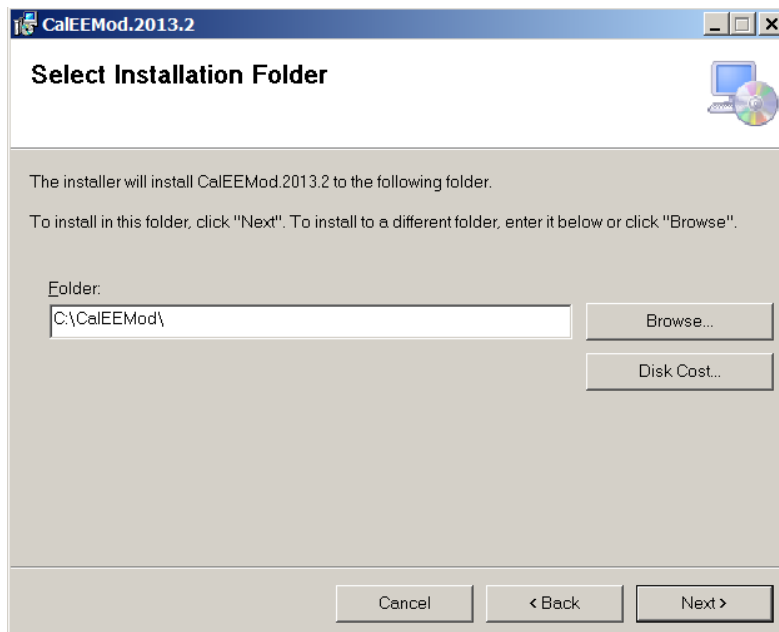 CalEEMod.2013.2
Select Installation Folder
The installer will install CalEEMod.2013.2 to the following folder.
To install in this folder, click "Next". To install to a different folder, enter it below or click "Browse".
Folder:
C:\CalEEMod\
Browse...
Disk Cost...
Cancel
< Back
Next >